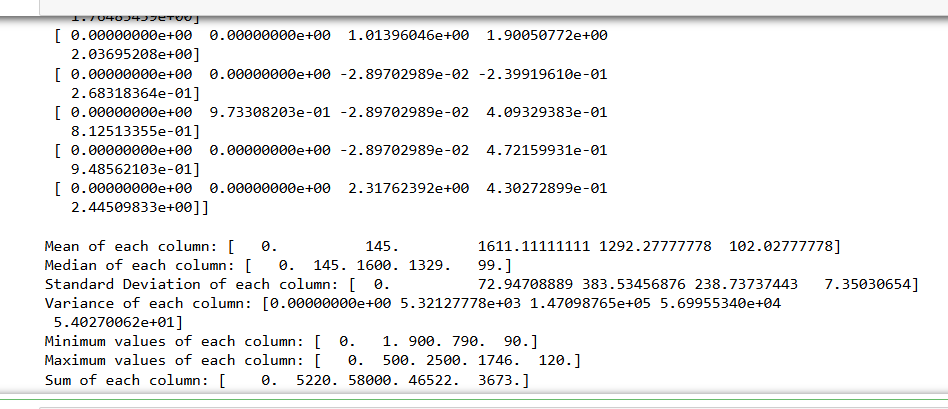 1.76485459e+00]
[ 0.00000000e+00  0.00000000e+00  1.01396046e+00  1.90050772e+00
2.03695208e+00]
[ 0.00000000e+00  0.00000000e+00 -2.89702989e-02 -2.39919610e-01
2.68318364e-01]
[ 0.00000000e+00  9.73308203e-01 -2.89702989e-02  4.09329383e-01
8.12513355e-01]
[ 0.00000000e+00  0.00000000e+00 -2.89702989e-02  4.72159931e-01
9.48562103e-01]
[ 0.00000000e+00  0.00000000e+00  2.31762392e+00  4.30272899e-01
2.44509833e+00]]
Mean of each column: [   0.          145.         1611.11111111 1292.27777778  102.02777778]
Median of each column: [   0.  145. 1600. 1329.   99.]
Standard Deviation of each column: [  0.          72.94708889 383.53456876 238.73737443   7.35030654]
Variance of each column: [0.00000000e+00 5.32127778e+03 1.47098765e+05 5.69955340e+04
5.40270062e+01]
Minimum values of each column: [  0.   1. 900. 790.  90.]
Maximum values of each column: [   0.  500. 2500. 1746.  120.]
Sum of each column: [    0.  5220. 58000. 46522.  3673.]